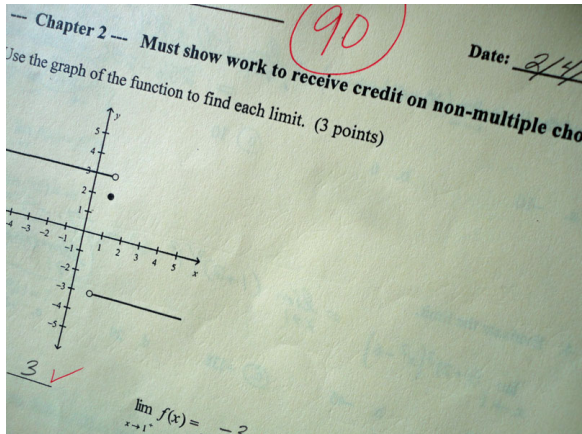 --- Chapter 2 --- Must show work to receive credit on non-multiple cho
90
Date: 2/4
Use the graph of the function to find each limit. (3 points)
y
5
4
3
2
1
-4 -3 -2 -1 1 2 3 4 5 x
-1
-2
-3
-4
-5
3
lim f(x) = -3
x→1⁺